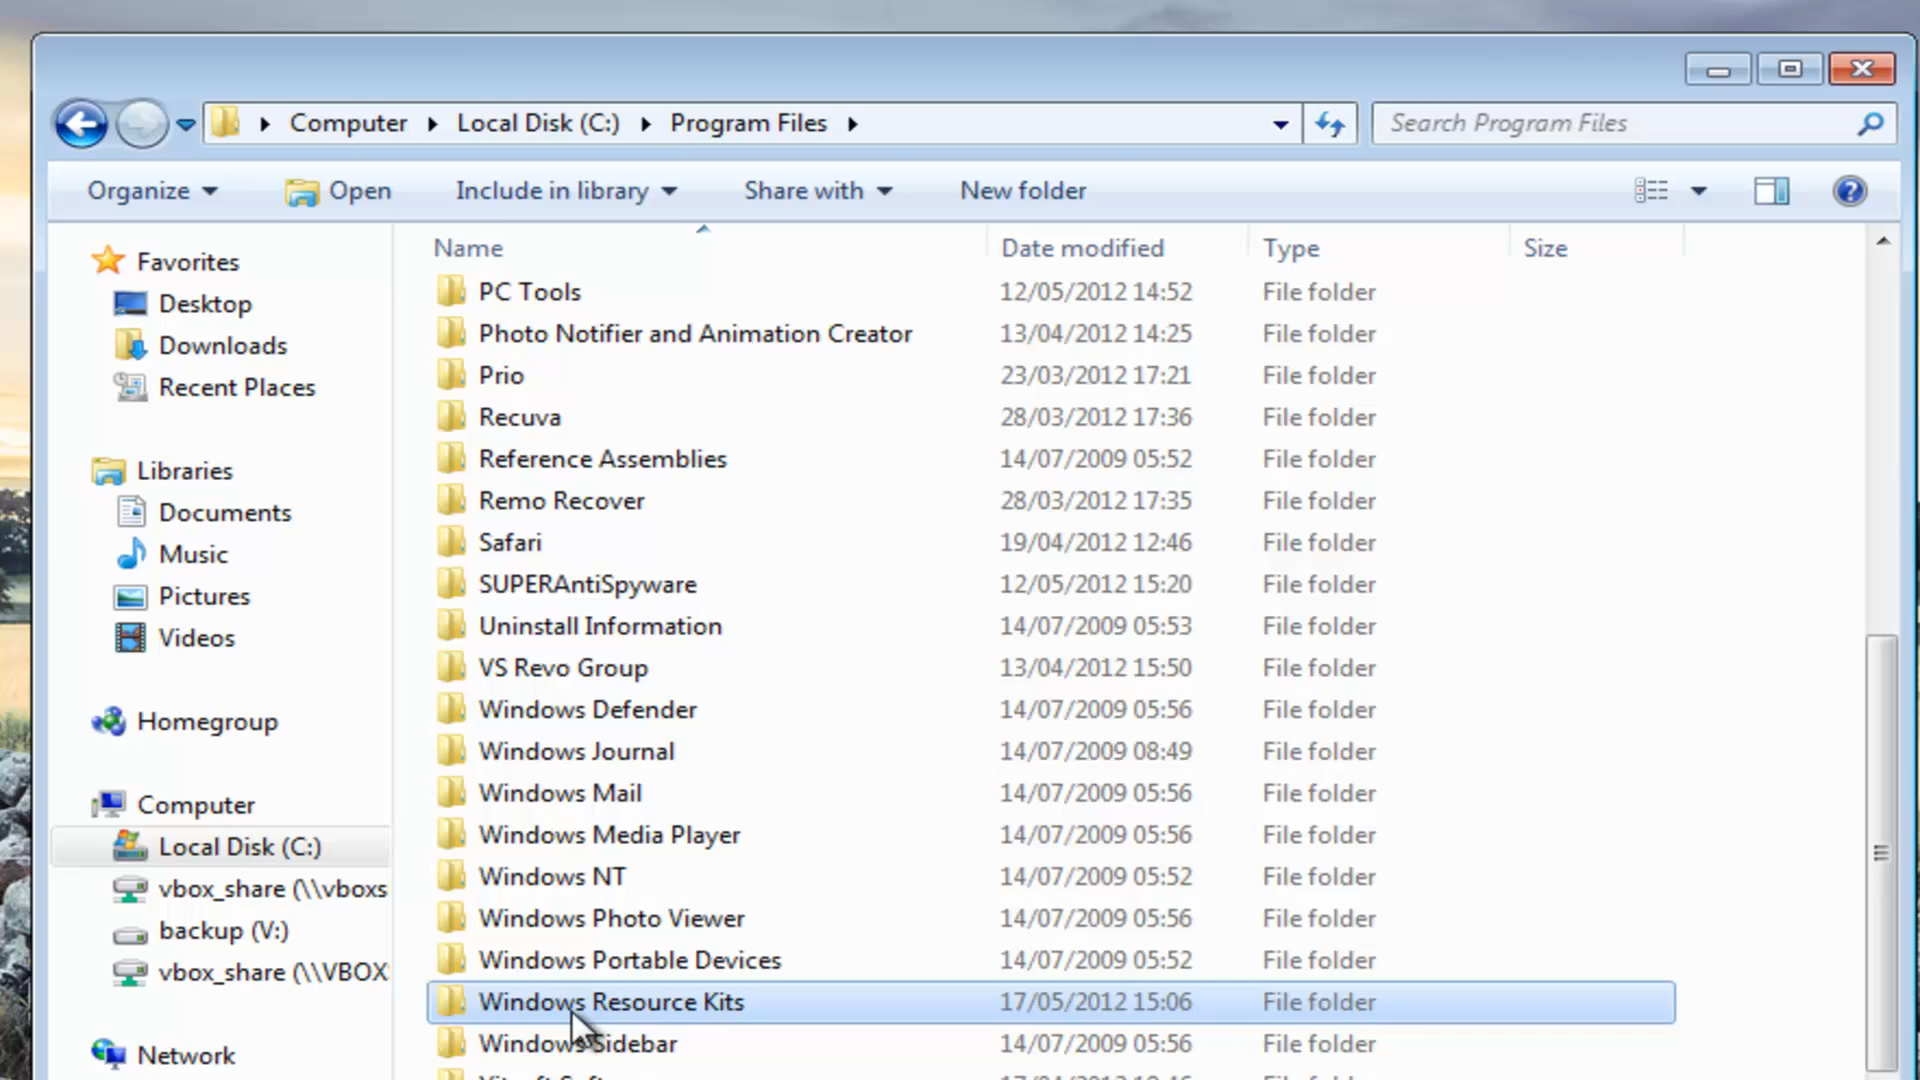 Computer Local Disk (C:) Program Files
Search Program Files
Organize Open Include in library Share with New folder
Name Date modified Type Size
Favorites
Desktop
Downloads
Recent Places
Libraries
Documents
Music
Pictures
Videos
Homegroup
Computer
Local Disk (C:)
vbox_share (\\vboxs
backup (V:)
vbox_share (\\VBOX
Network
PC Tools 12/05/2012 14:52 File folder
Photo Notifier and Animation Creator 13/04/2012 14:25 File folder
Prio 23/03/2012 17:21 File folder
Recuva 28/03/2012 17:36 File folder
Reference Assemblies 14/07/2009 05:52 File folder
Remo Recover 28/03/2012 17:35 File folder
Safari 19/04/2012 12:46 File folder
SUPERAntiSpyware 12/05/2012 15:20 File folder
Uninstall Information 14/07/2009 05:53 File folder
VS Revo Group 13/04/2012 15:50 File folder
Windows Defender 14/07/2009 05:56 File folder
Windows Journal 14/07/2009 08:49 File folder
Windows Mail 14/07/2009 05:56 File folder
Windows Media Player 14/07/2009 05:56 File folder
Windows NT 14/07/2009 05:52 File folder
Windows Photo Viewer 14/07/2009 05:56 File folder
Windows Portable Devices 14/07/2009 05:52 File folder
Windows Resource Kits 17/05/2012 15:06 File folder
Windows Sidebar 14/07/2009 05:56 File folder